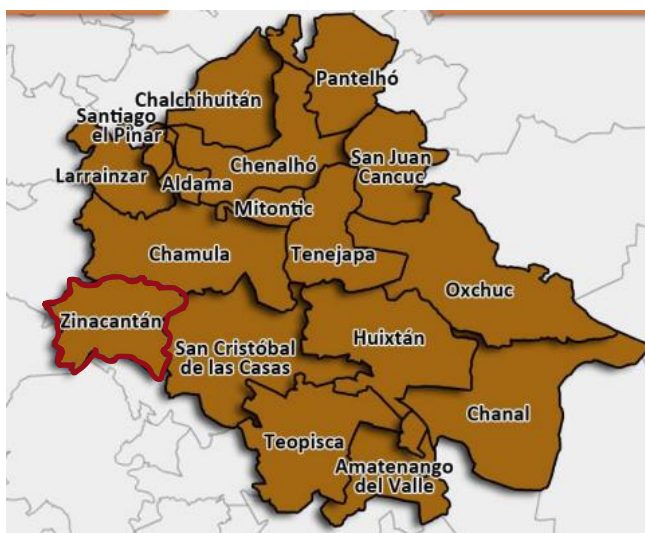 Pantelhó
Chalchihuitán
Santiago
el Pinar
Chenalhó
San Juan
Cancuc
Larrainzar
Aldama
Mitontic
Chamula
Tenejapa
Oxchuc
Zinacantán
Huixtán
San Cristóbal
de las Casas
Chanal
Teopisca
Amatenango
del Valle